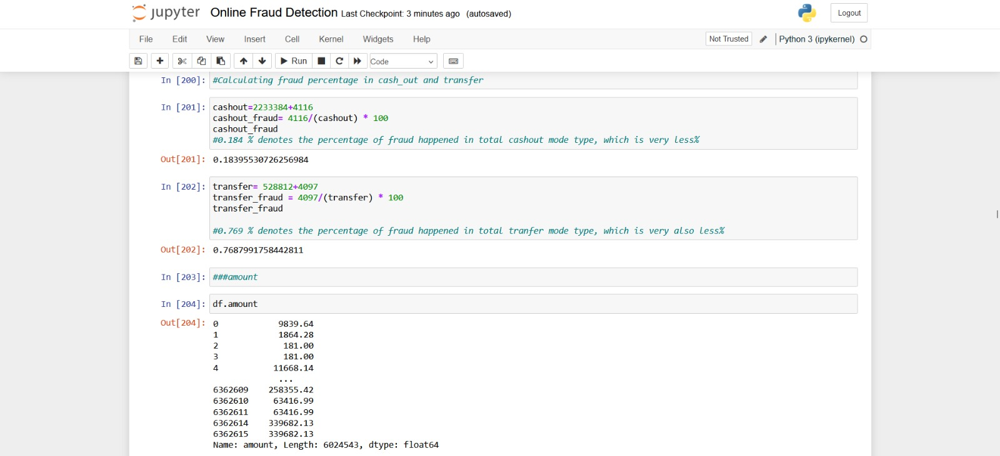 jupyter Online Fraud Detection Last Checkpoint: 3 minutes ago (autosaved) Logout
File Edit View Insert Cell Kernel Widgets Help Not Trusted Python 3 (ipykernel)
Run Code
In [200]: #Calculating fraud percentage in cash_out and transfer
In [201]: cashout=2233384+4116
cashout_fraud= 4116/(cashout) * 100
cashout_fraud
#0.184 % denotes the percentage of fraud happened in total cashout mode type, which is very less%
Out[201]: 0.18395530726256984
In [202]: transfer= 528812+4097
transfer_fraud = 4097/(transfer) * 100
transfer_fraud
#0.769 % denotes the percentage of fraud happened in total tranfer mode type, which is very also less%
Out[202]: 0.7687991758442811
In [203]: ###amount
In [204]: df.amount
Out[204]: 0 9839.64
1 1864.28
2 181.00
3 181.00
4 11668.14
...
6362609 258355.42
6362610 63416.99
6362611 63416.99
6362614 339682.13
6362615 339682.13
Name: amount, Length: 6024543, dtype: float64